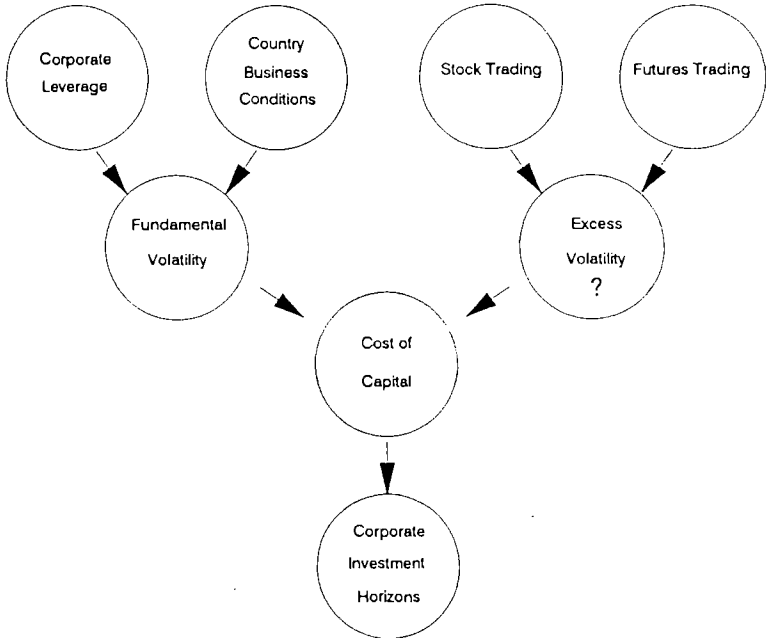 Corporate
Leverage
Country
Business
Conditions
Stock Trading
Futures Trading
Fundamental
Volatility
Excess
Volatility
?
Cost of
Capital
Corporate
Investment
Horizons